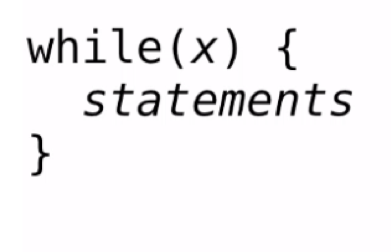 while(x) {
  statements
}